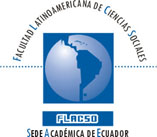 FACULTAD LATINOAMERICANA DE CIENCIAS SOCIALES
FLACSO
SEDE ACADÉMICA DE ECUADOR